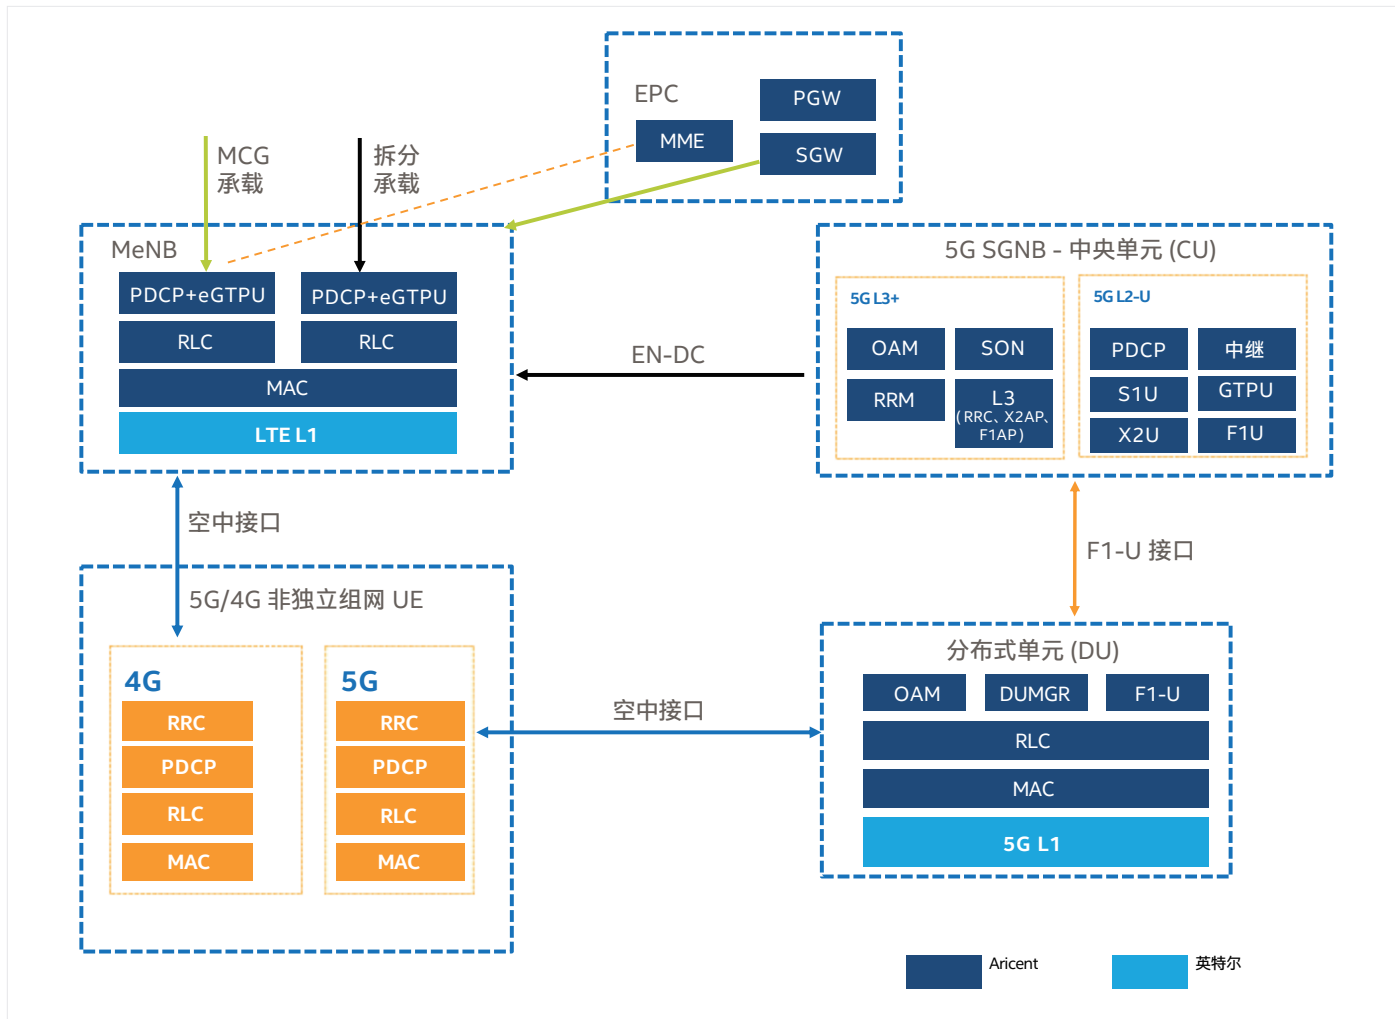 EPC
PGW
MME
SGW
MCG
承载
拆分
承载
MeNB
PDCP+eGTPU
PDCP+eGTPU
RLC
RLC
MAC
LTE L1
EN-DC
5G SGNB - 中央单元 (CU)
5G L3+
OAM
SON
RRM
L3
(RRC、X2AP、
F1AP)
5G L2-U
PDCP
中继
S1U
GTPU
X2U
F1U
空中接口
F1-U 接口
5G/4G 非独立组网 UE
4G
RRC
PDCP
RLC
MAC
5G
RRC
PDCP
RLC
MAC
空中接口
分布式单元 (DU)
OAM
DUMGR
F1-U
RLC
MAC
5G L1
Aricent
英特尔